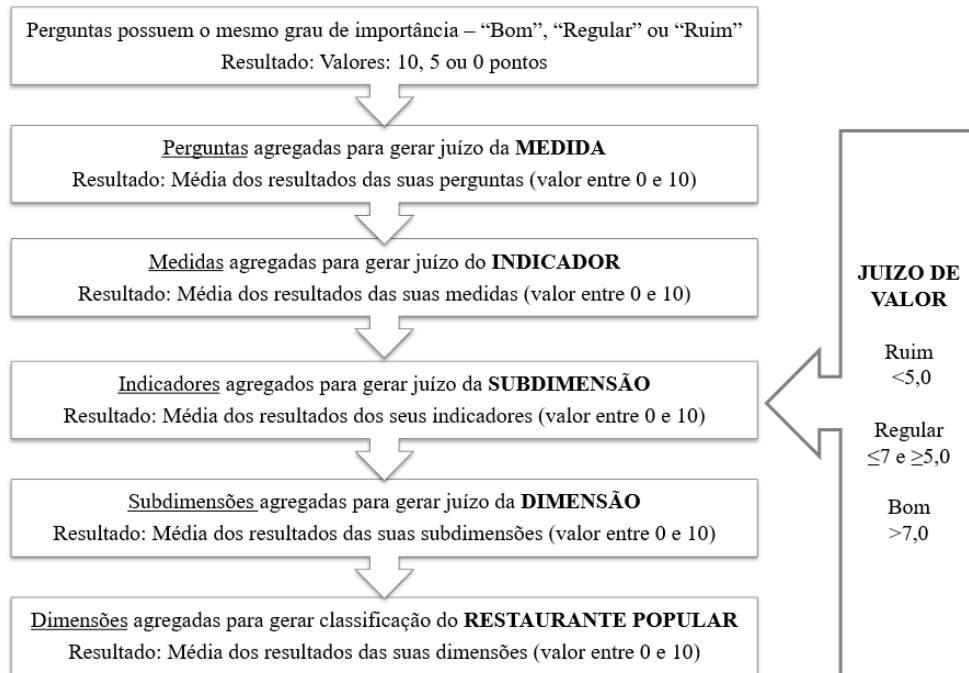 Perguntas possuem o mesmo grau de importância – “Bom”, “Regular” ou “Ruim”
Resultado: Valores: 10, 5 ou 0 pontos
Perguntas agregadas para gerar juízo da MEDIDA
Resultado: Média dos resultados das suas perguntas (valor entre 0 e 10)
Medidas agregadas para gerar juízo do INDICADOR
Resultado: Média dos resultados das suas medidas (valor entre 0 e 10)
Indicadores agregados para gerar juízo da SUBDIMENSÃO
Resultado: Média dos resultados dos seus indicadores (valor entre 0 e 10)
Subdimensões agregadas para gerar juízo da DIMENSÃO
Resultado: Média dos resultados das suas subdimensões (valor entre 0 e 10)
Dimensões agregadas para gerar classificação do RESTAURANTE POPULAR
Resultado: Média dos resultados das suas dimensões (valor entre 0 e 10)
JUIZO DE
VALOR
Ruim
<5,0
Regular
≤7 e ≥5,0
Bom
>7,0